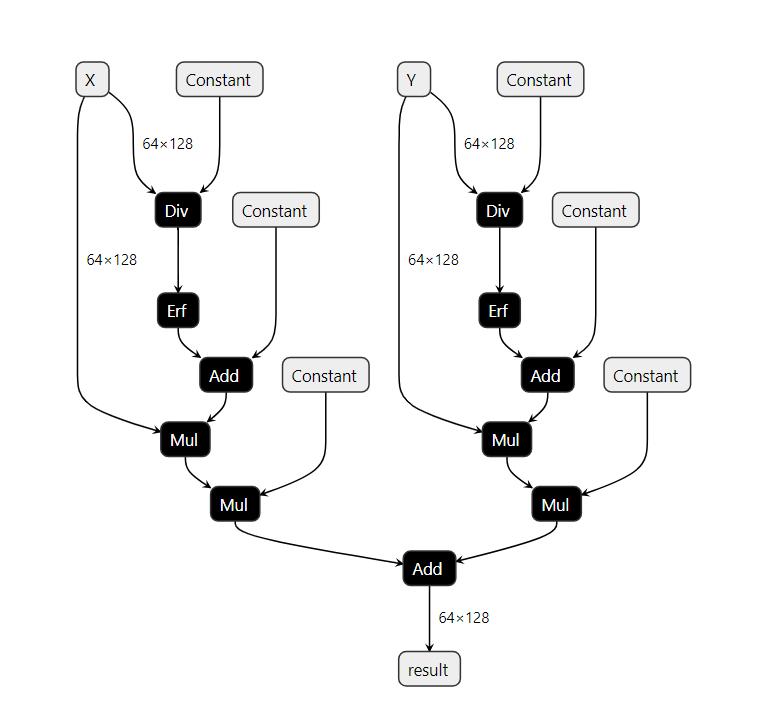 X
Constant
Y
Constant
64×128
64×128
Div
Constant
Div
Constant
64×128
64×128
Erf
Erf
Add
Constant
Add
Constant
Mul
Mul
Mul
Mul
Add
64×128
result